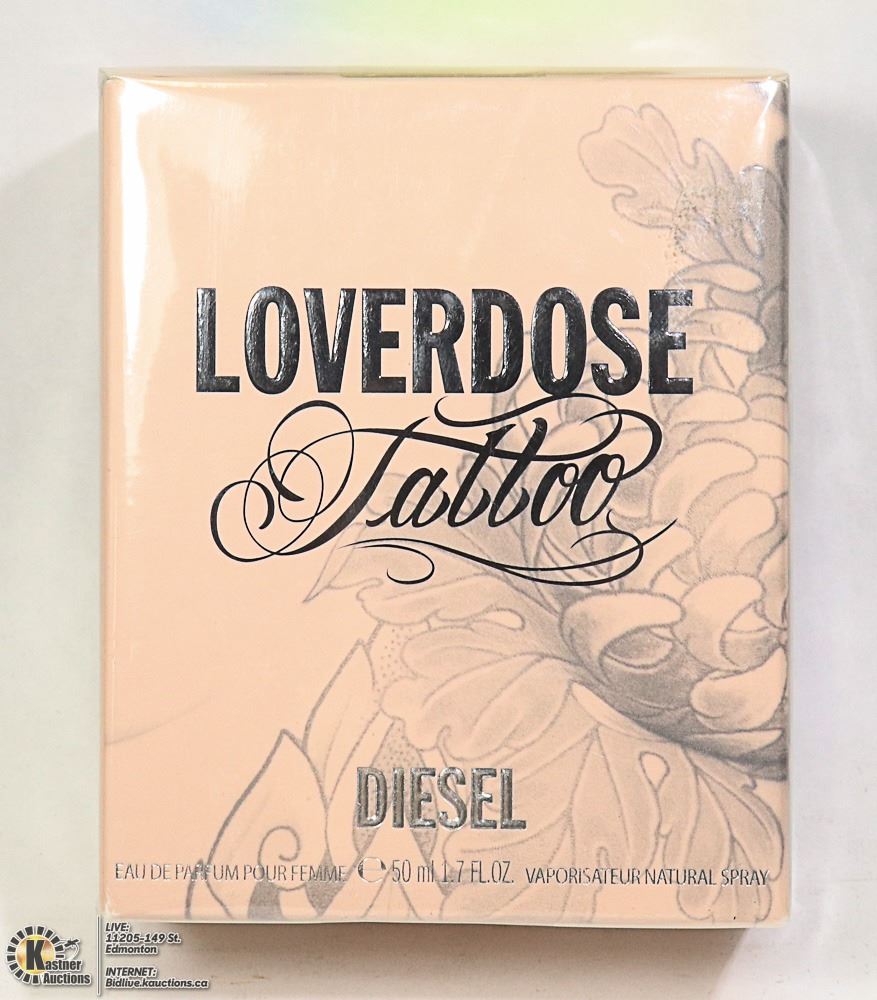 LOVERDOSE
Tattoo
DIESEL
EAU DE PARFUM POUR FEMME e 50 ml 1.7 FL.OZ. VAPORISATEUR NATURAL SPRAY
Kastner
Auctions
LIVE:
11205-149 St.
Edmonton
INTERNET:
Bidlive.kauctions.ca